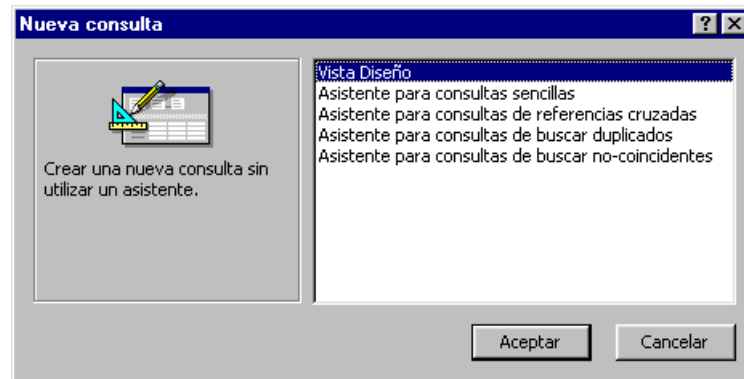 Nueva consulta
Vista Diseño
Asistente para consultas sencillas
Asistente para consultas de referencias cruzadas
Asistente para consultas de buscar duplicados
Asistente para consultas de buscar no-coincidentes
Crear una nueva consulta sin
utilizar un asistente.
Aceptar
Cancelar